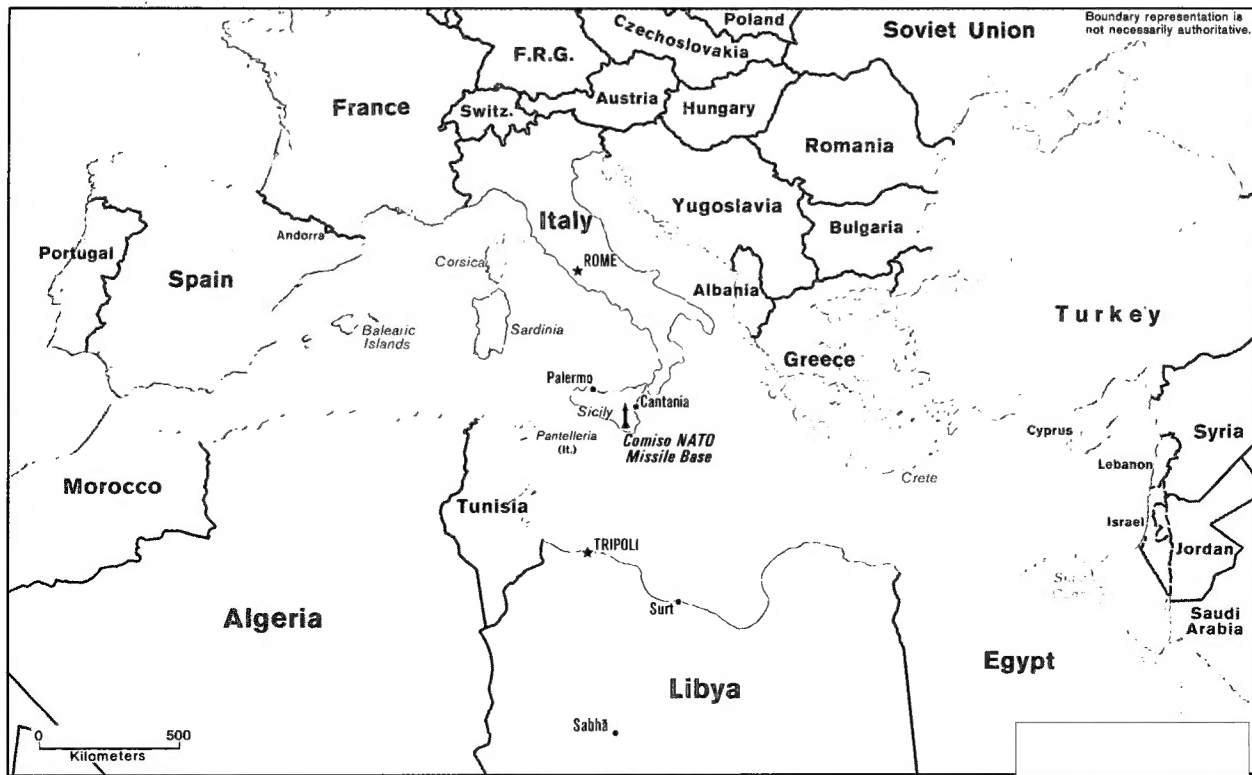 Boundary representation is
not necessarily authoritative.
Poland
Czechoslovakia
Soviet Union
F.R.G.
France
Switz.
Austria
Hungary
Romania
Italy
Yugoslavia
Bulgaria
Andorra
Portugal
Spain
Corsica
ROME
Albania
Turkey
Balearic
Islands
Sardinia
Greece
Palermo
Sicily
Cantania
Pantelleria
(It.)
Comiso NATO
Missile Base
Cyprus
Syria
Lebanon
Crete
Morocco
Tunisia
Israel
TRIPOLI
Jordan
Surt
Saudi
Arabia
Algeria
Egypt
Libya
Sabhā
0 500
Kilometers